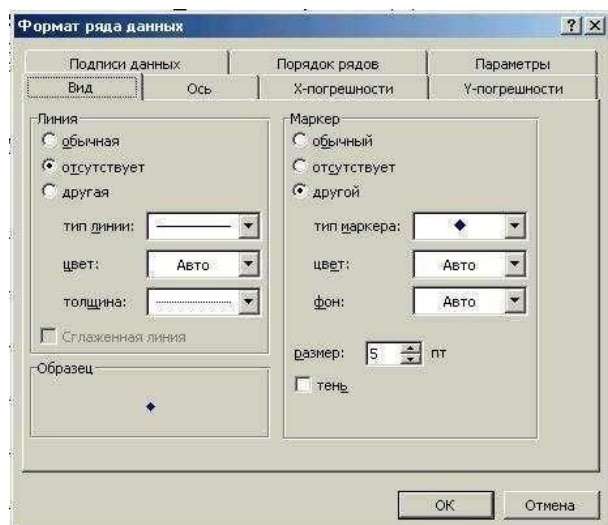 Формат ряда данных
Подписи данных Порядок рядов Параметры
Вид Ось X-погрешности Y-погрешности
Линия
обычная
отсутствует
другая
тип линии:
цвет: Авто
толщина:
Сглаженная линия
Образец
Маркер
обычный
отсутствует
другой
тип маркера:
цвет: Авто
фон: Авто
размер: 5 пт
тень
ОК Отмена